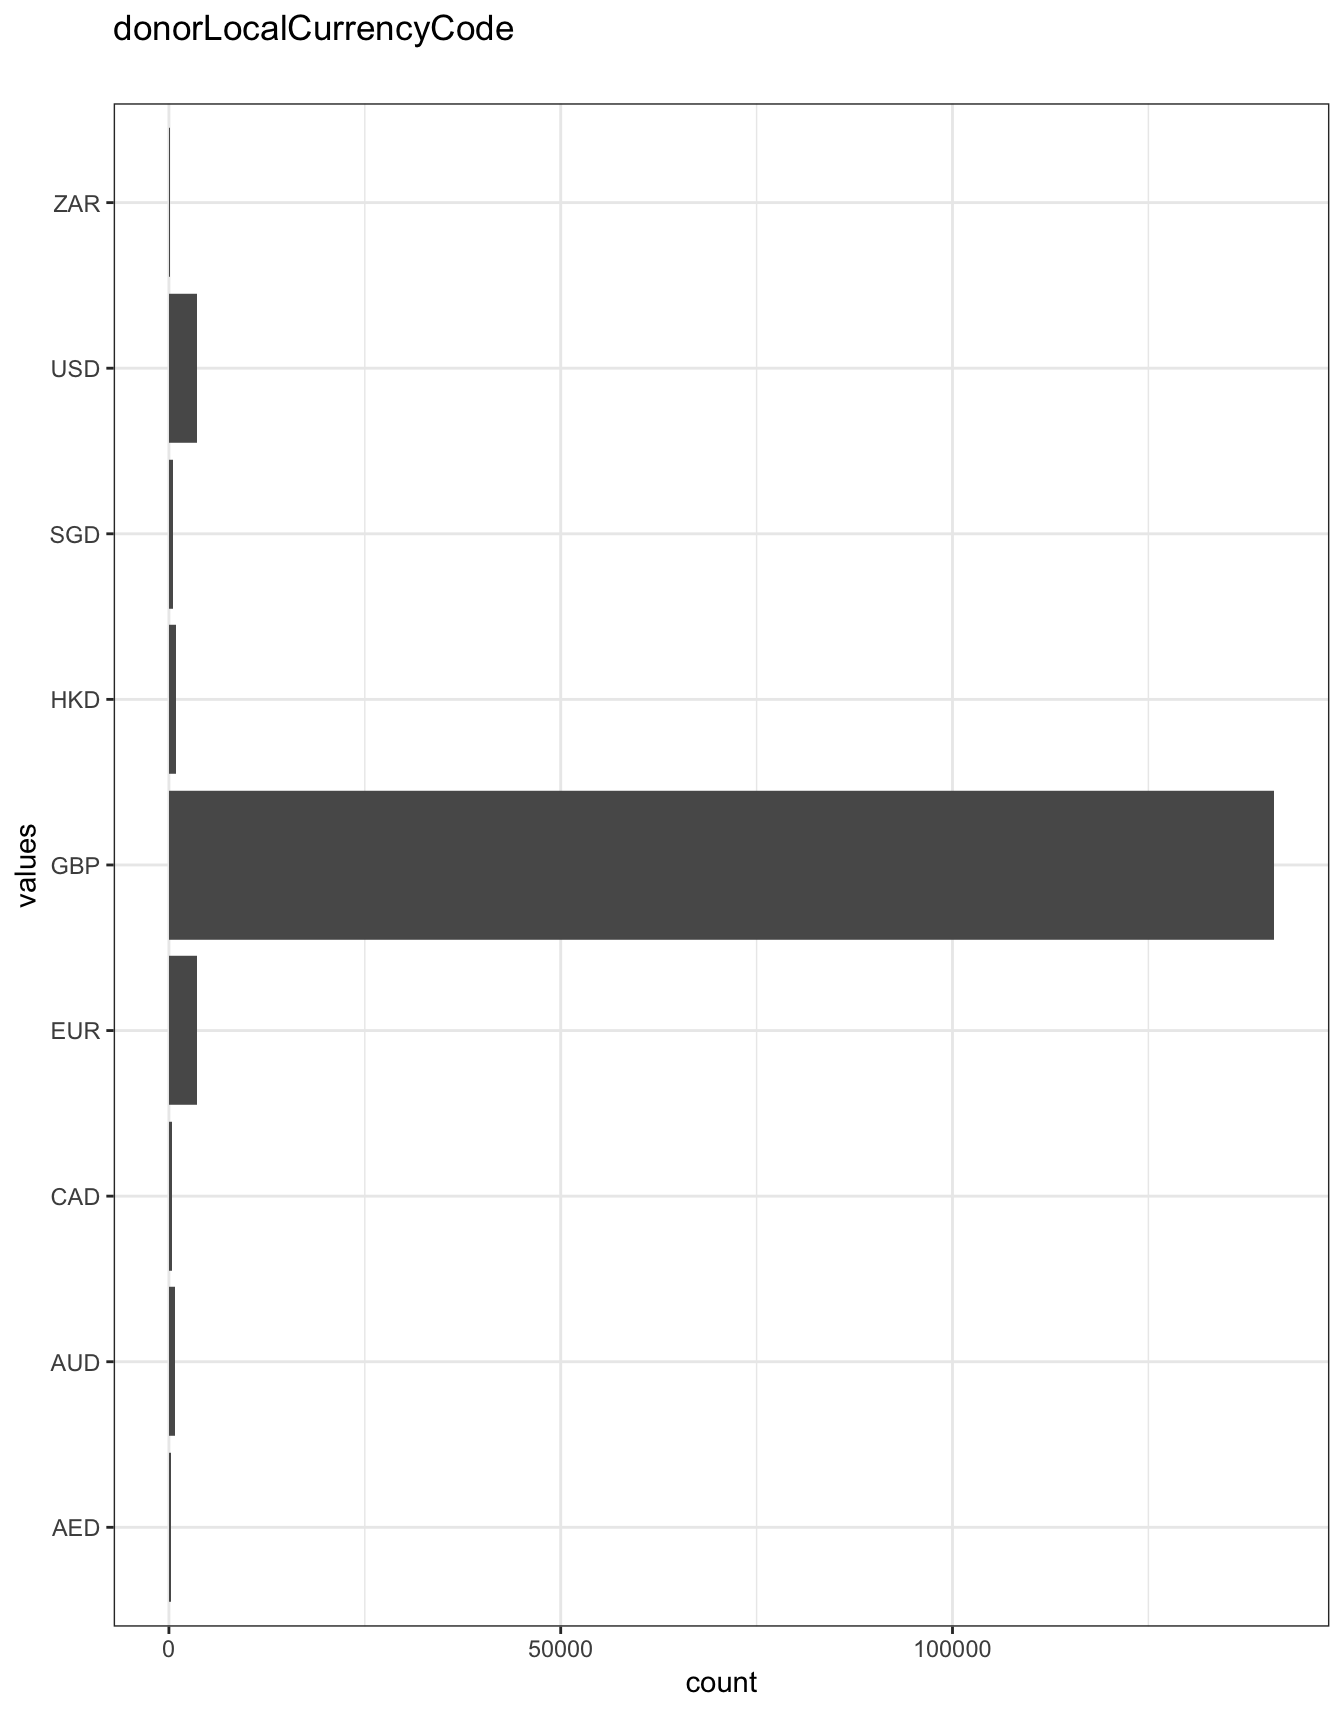 donorLocalCurrencyCode
ZAR
USD
SGD
HKD
GBP
EUR
CAD
AUD
AED
values
0 50000 100000
count